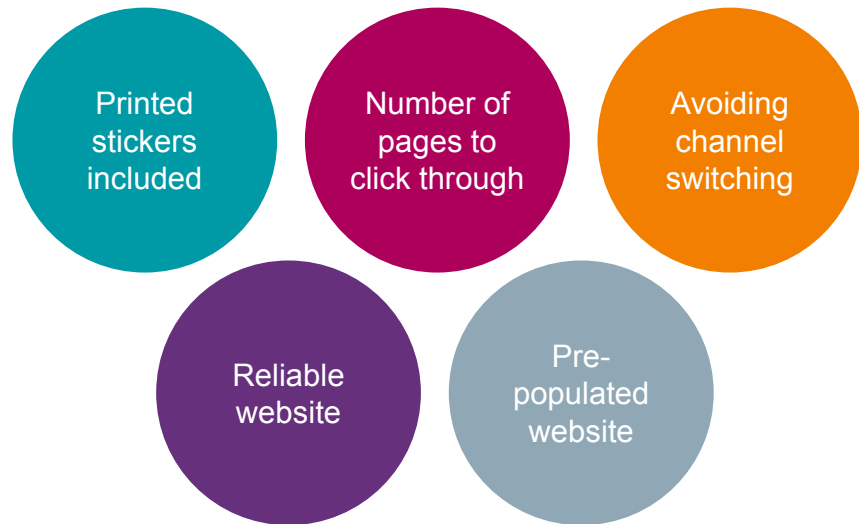 Printed
stickers
included
Number of
pages to
click through
Avoiding
channel
switching
Reliable
website
Pre-
populated
website